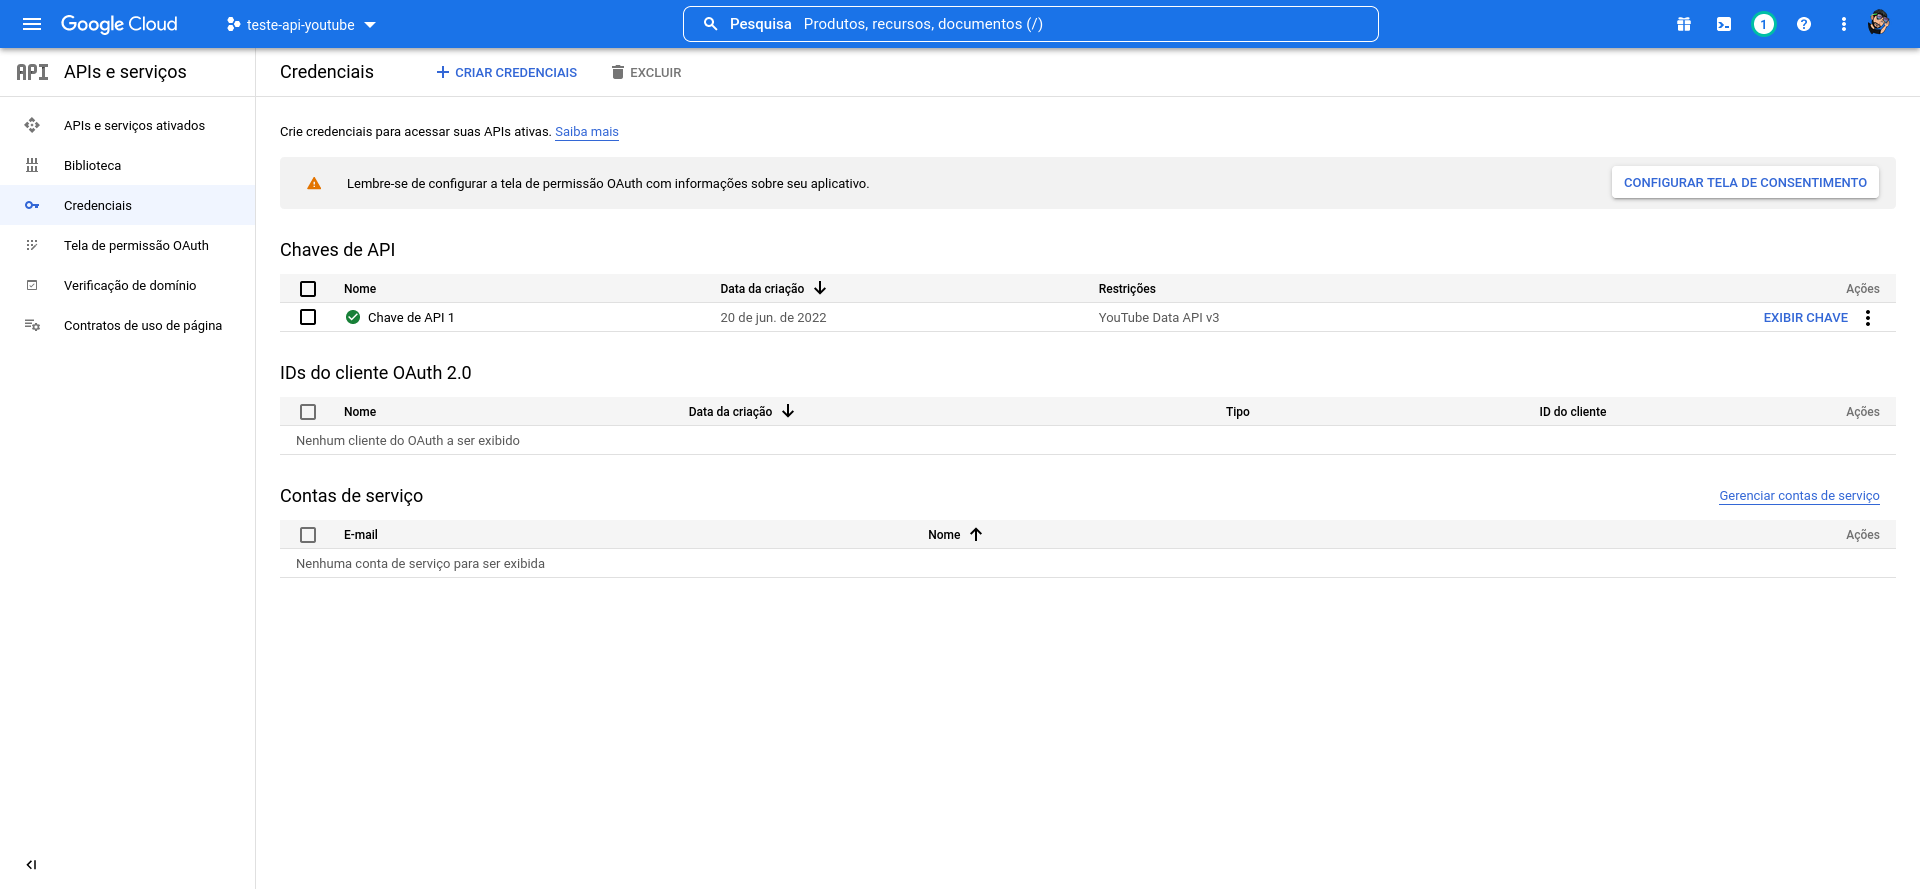 Google Cloud
teste-api-youtube
Pesquisa Produtos, recursos, documentos (/)
1
API APIs e serviços
APIs e serviços ativados
Biblioteca
Credenciais
Tela de permissão OAuth
Verificação de domínio
Contratos de uso de página
Credenciais
CRIAR CREDENCIAIS
EXCLUIR
Crie credenciais para acessar suas APIs ativas. Saiba mais
Lembre-se de configurar a tela de permissão OAuth com informações sobre seu aplicativo.
CONFIGURAR TELA DE CONSENTIMENTO
Chaves de API
Nome Data da criação Restrições Ações
Chave de API 1 20 de jun. de 2022 YouTube Data API v3 EXIBIR CHAVE
IDs do cliente OAuth 2.0
Nome Data da criação Tipo ID do cliente Ações
Nenhum cliente do OAuth a ser exibido
Contas de serviço
Gerenciar contas de serviço
E-mail Nome Ações
Nenhuma conta de serviço para ser exibida